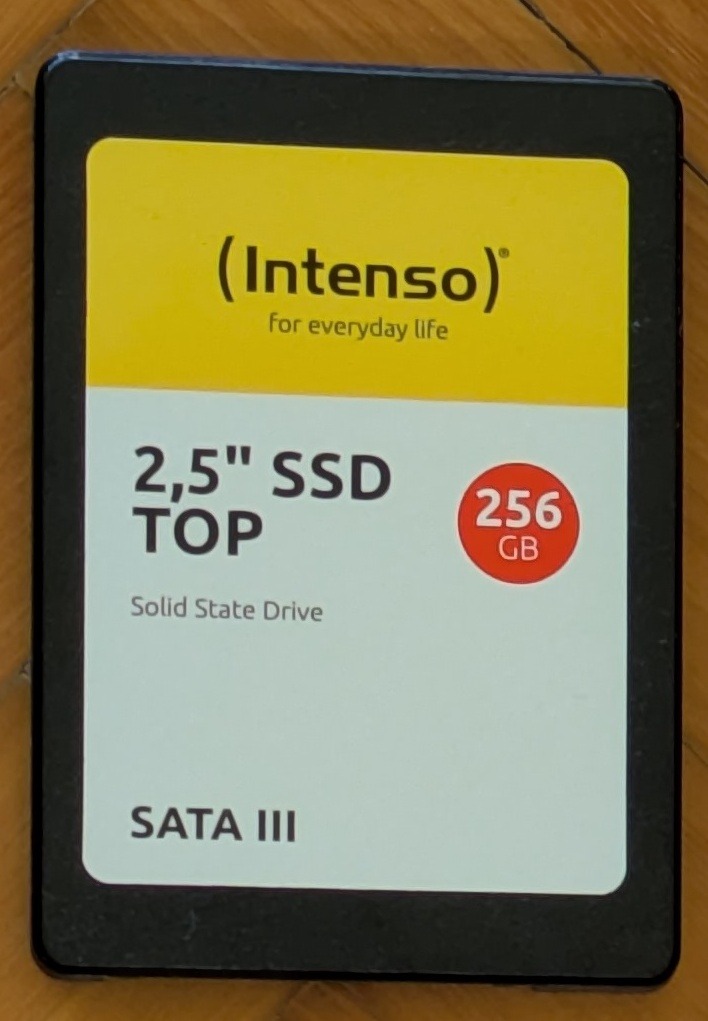 (Intenso)®
for everyday life
2,5" SSD
TOP
256
GB
Solid State Drive
SATA III